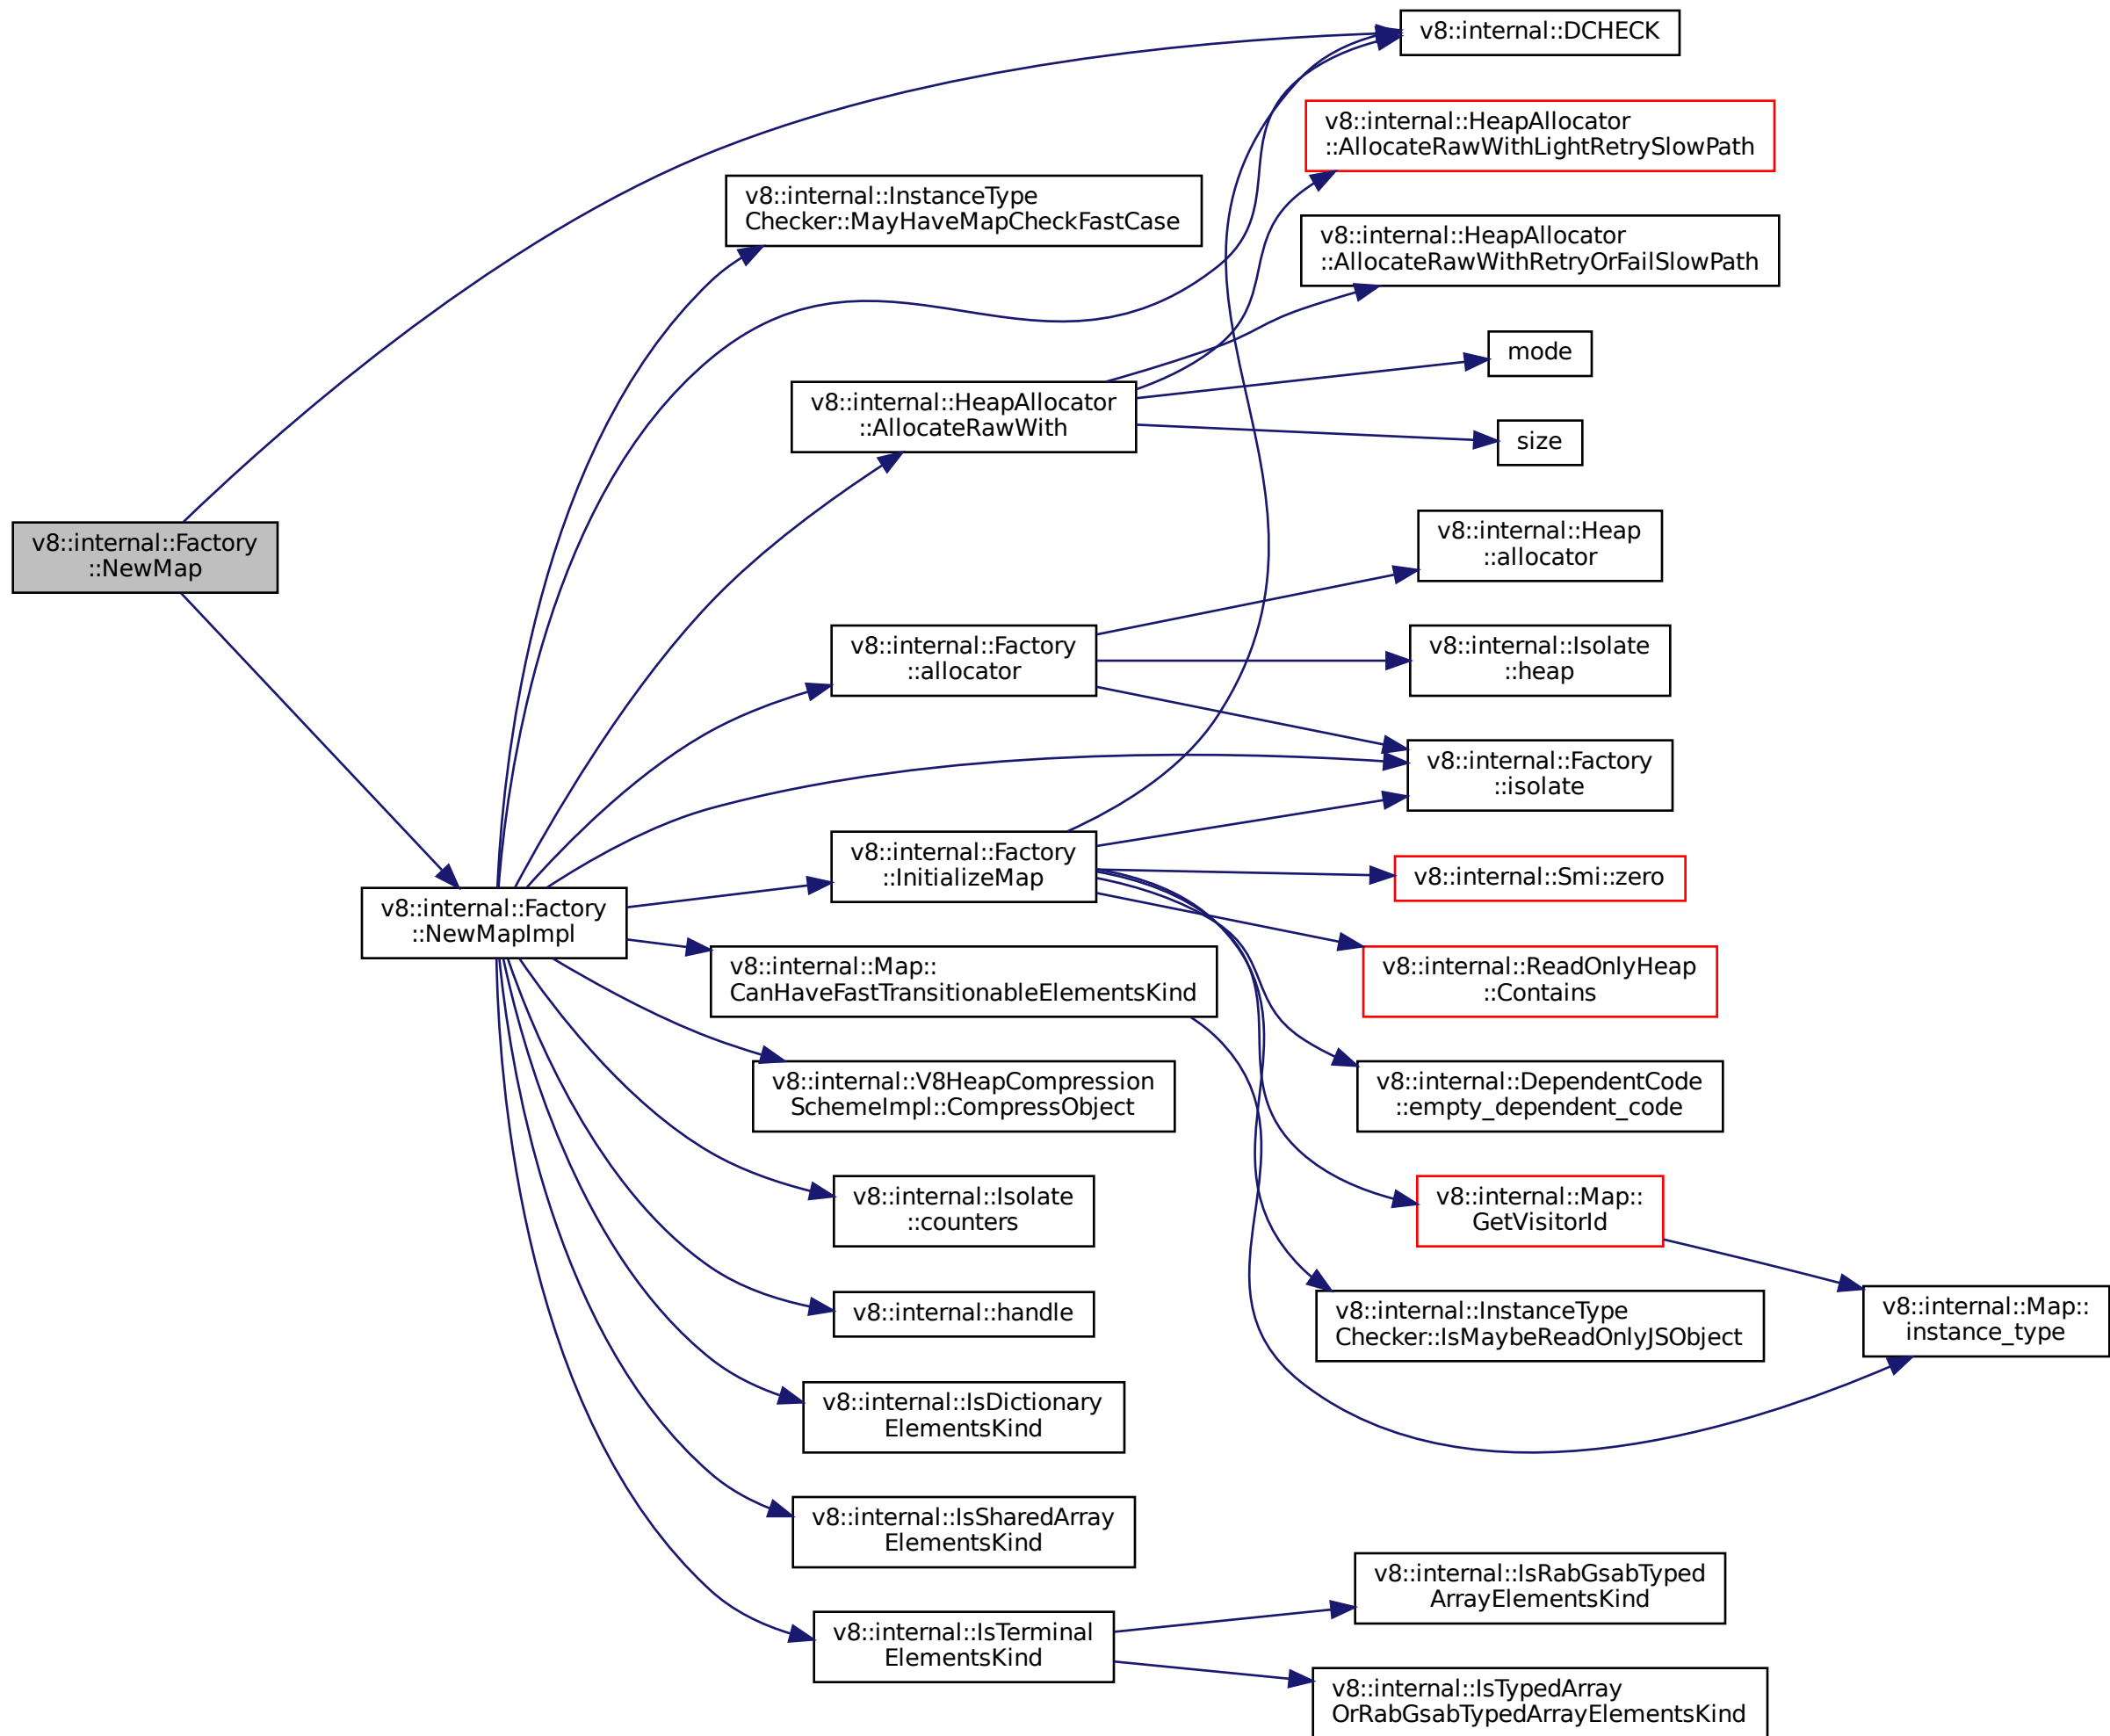 v8::internal::DCHECK
v8::internal::HeapAllocator
::AllocateRawWithLightRetrySlowPath
v8::internal::InstanceType
Checker::MayHaveMapCheckFastCase
v8::internal::HeapAllocator
::AllocateRawWithRetryOrFailSlowPath
mode
v8::internal::HeapAllocator
::AllocateRawWith
size
v8::internal::Factory
::NewMap
v8::internal::Heap
::allocator
v8::internal::Factory
::allocator
v8::internal::Isolate
::heap
v8::internal::Factory
::isolate
v8::internal::Factory
::InitializeMap
v8::internal::Smi::zero
v8::internal::Factory
::NewMapImpl
v8::internal::Map::
CanHaveFastTransitionableElementsKind
v8::internal::ReadOnlyHeap
::Contains
v8::internal::V8HeapCompression
SchemeImpl::CompressObject
v8::internal::DependentCode
::empty_dependent_code
v8::internal::Isolate
::counters
v8::internal::Map::
GetVisitorId
v8::internal::handle
v8::internal::InstanceType
Checker::IsMaybeReadOnlyJSObject
v8::internal::Map::
instance_type
v8::internal::IsDictionary
ElementsKind
v8::internal::IsSharedArray
ElementsKind
v8::internal::IsRabGsabTyped
ArrayElementsKind
v8::internal::IsTerminal
ElementsKind
v8::internal::IsTypedArray
OrRabGsabTypedArrayElementsKind